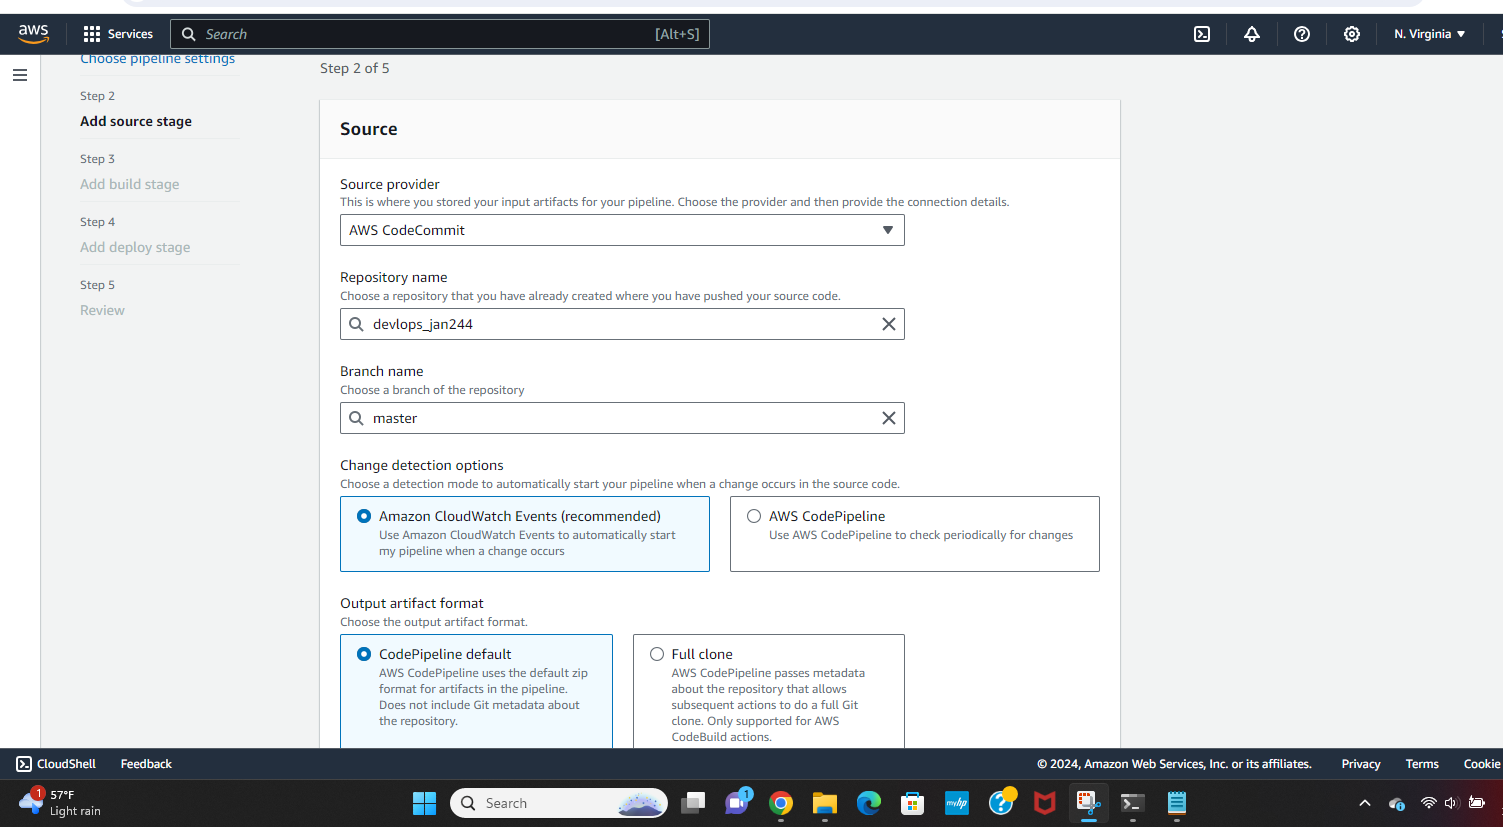 aws
Services
Search
[Alt+S]
N. Virginia
Choose pipeline settings
Step 2
Add source stage
Step 3
Add build stage
Step 4
Add deploy stage
Step 5
Review
Step 2 of 5
Source
Source provider
This is where you stored your input artifacts for your pipeline. Choose the provider and then provide the connection details.
AWS CodeCommit
Repository name
Choose a repository that you have already created where you have pushed your source code.
devlops_jan244
Branch name
Choose a branch of the repository
master
Change detection options
Choose a detection mode to automatically start your pipeline when a change occurs in the source code.
Amazon CloudWatch Events (recommended)
Use Amazon CloudWatch Events to automatically start
my pipeline when a change occurs
AWS CodePipeline
Use AWS CodePipeline to check periodically for changes
Output artifact format
Choose the output artifact format.
CodePipeline default
AWS CodePipeline uses the default zip
format for artifacts in the pipeline.
Does not include Git metadata about
the repository.
Full clone
AWS CodePipeline passes metadata
about the repository that allows
subsequent actions to do a full Git
clone. Only supported for AWS
CodeBuild actions.
CloudShell
Feedback
© 2024, Amazon Web Services, Inc. or its affiliates.
Privacy
Terms
Cookie
1
57°F
Light rain
Search
1
myhp